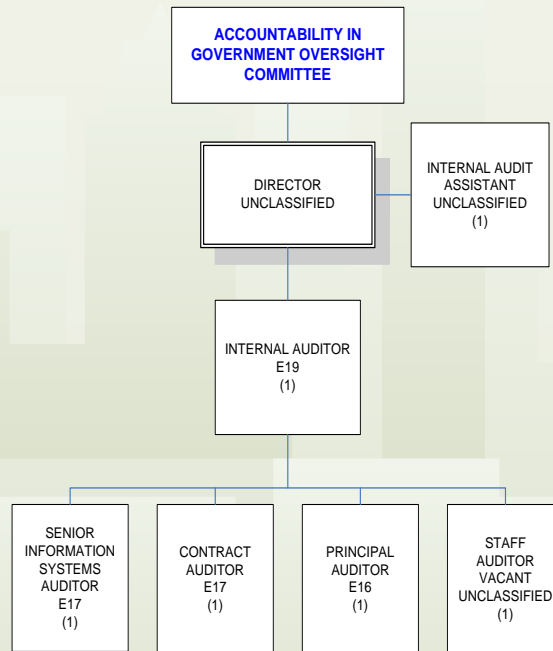 ACCOUNTABILITY IN
GOVERNMENT OVERSIGHT
COMMITTEE
DIRECTOR
UNCLASSIFIED
INTERNAL AUDIT
ASSISTANT
UNCLASSIFIED
(1)
INTERNAL AUDITOR
E19
(1)
SENIOR
INFORMATION
SYSTEMS
AUDITOR
E17
(1)
CONTRACT
AUDITOR
E17
(1)
PRINCIPAL
AUDITOR
E16
(1)
STAFF
AUDITOR
VACANT
UNCLASSIFIED
(1)